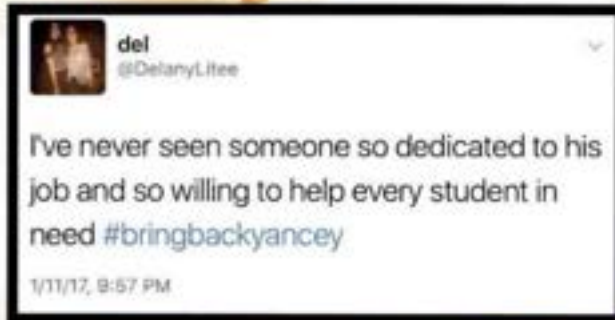 del
@DelanyLitee
I've never seen someone so dedicated to his
job and so willing to help every student in
need #bringbackyancey
1/11/17, 9:57 PM